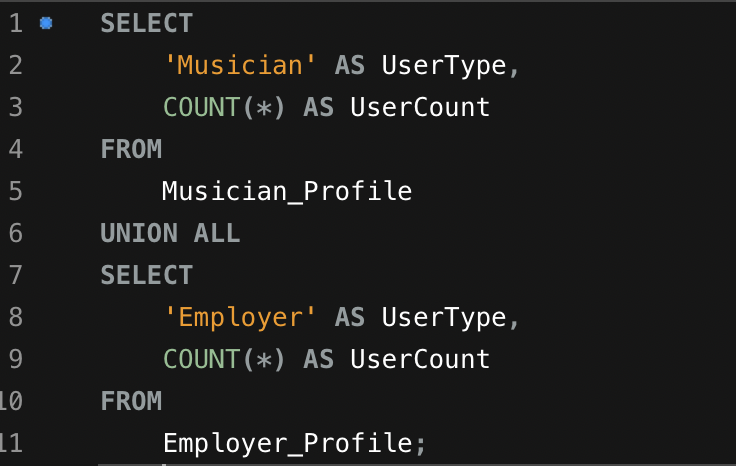 1 SELECT
2 'Musician' AS UserType,
3 COUNT(*) AS UserCount
4 FROM
5 Musician_Profile
6 UNION ALL
7 SELECT
8 'Employer' AS UserType,
9 COUNT(*) AS UserCount
10 FROM
11 Employer_Profile;